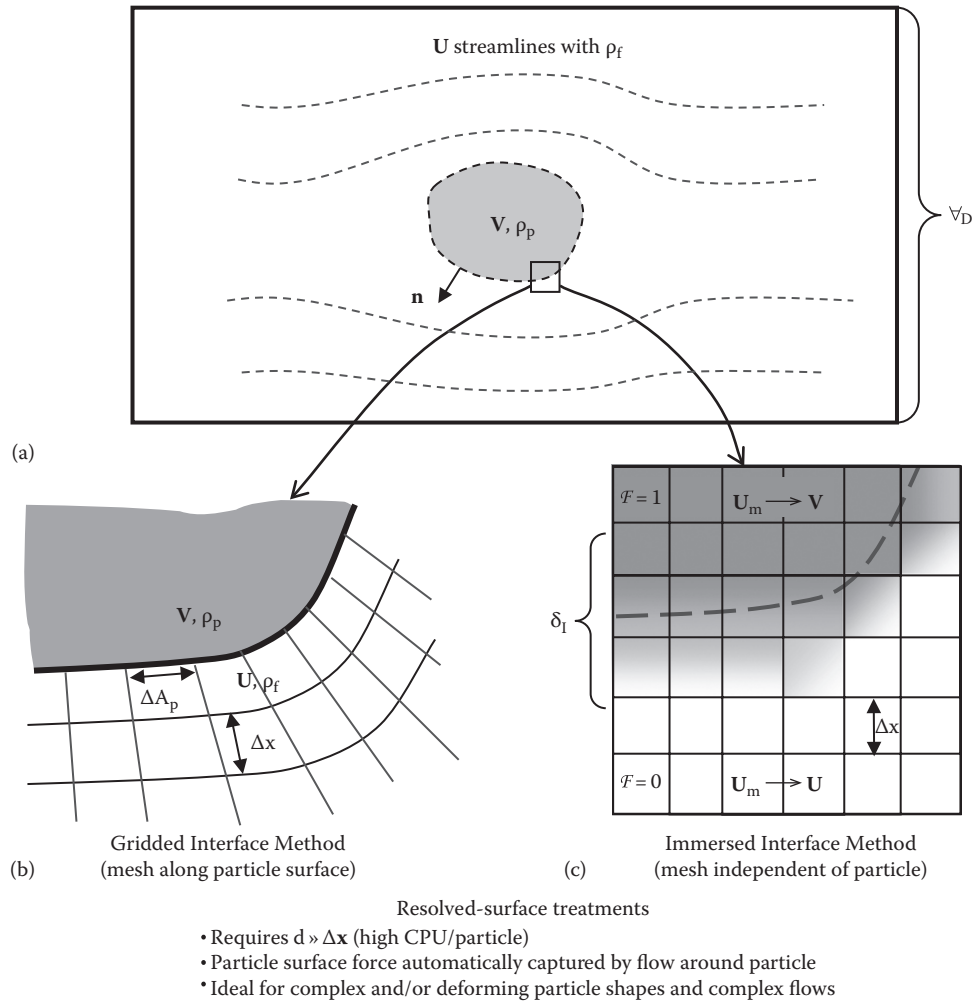 U streamlines with ρf
V, ρp
∀D
n
(a)
ℱ = 1
Um → V
δI
V, ρp
U, ρf
ΔAp
Δx
Δx
ℱ = 0
Um → U
Gridded Interface Method
(b) (mesh along particle surface)
Immersed Interface Method
(c) (mesh independent of particle)
Resolved-surface treatments
• Requires d » Δx (high CPU/particle)
• Particle surface force automatically captured by flow around particle
• Ideal for complex and/or deforming particle shapes and complex flows